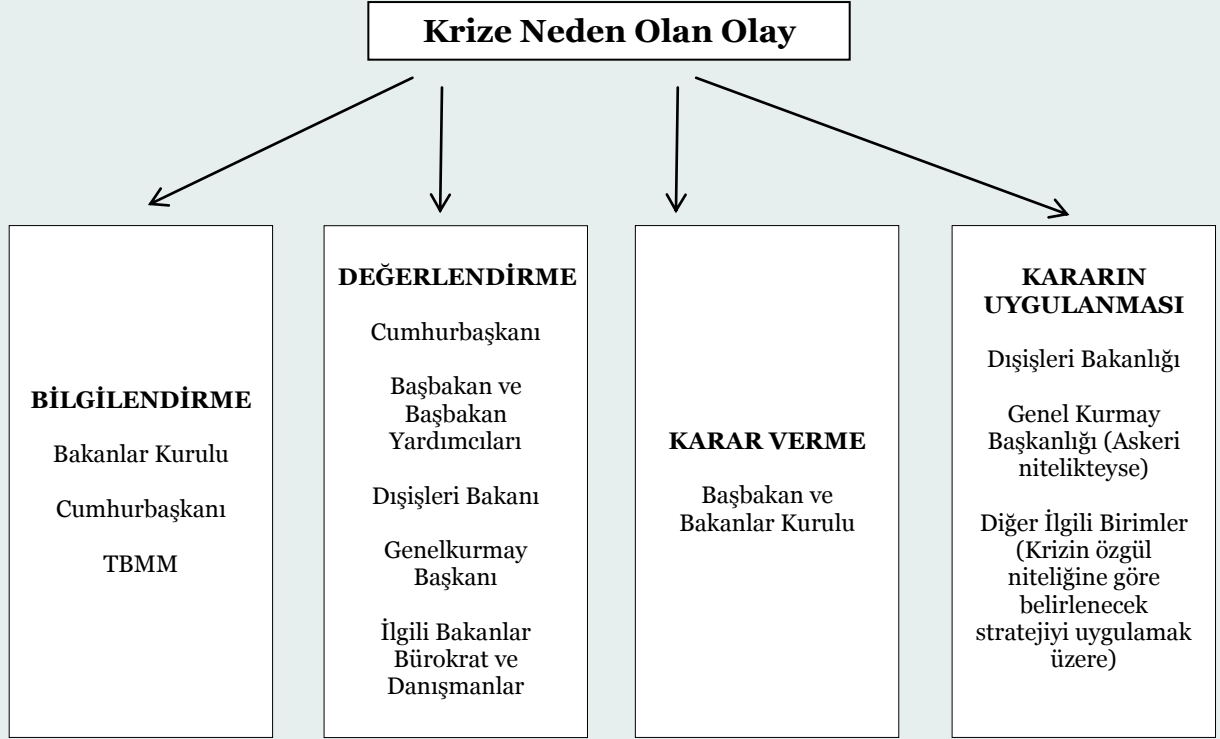 Krize Neden Olan Olay
BİLGİLENDİRME
Bakanlar Kurulu
Cumhurbaşkanı
TBMM
DEĞERLENDİRME
Cumhurbaşkanı
Başbakan ve
Başbakan
Yardımcıları
Dışişleri Bakanı
Genelkurmay
Başkanı
İlgili Bakanlar
Bürokrat ve
Danışmanlar
KARAR VERME
Başbakan ve
Bakanlar Kurulu
KARARIN
UYGULANMASI
Dışişleri Bakanlığı
Genel Kurmay
Başkanlığı (Askeri
nitelikteyse)
Diğer İlgili Birimler
(Krizin özgül
niteliğine göre
belirlenecek
stratejiyi uygulamak
üzere)